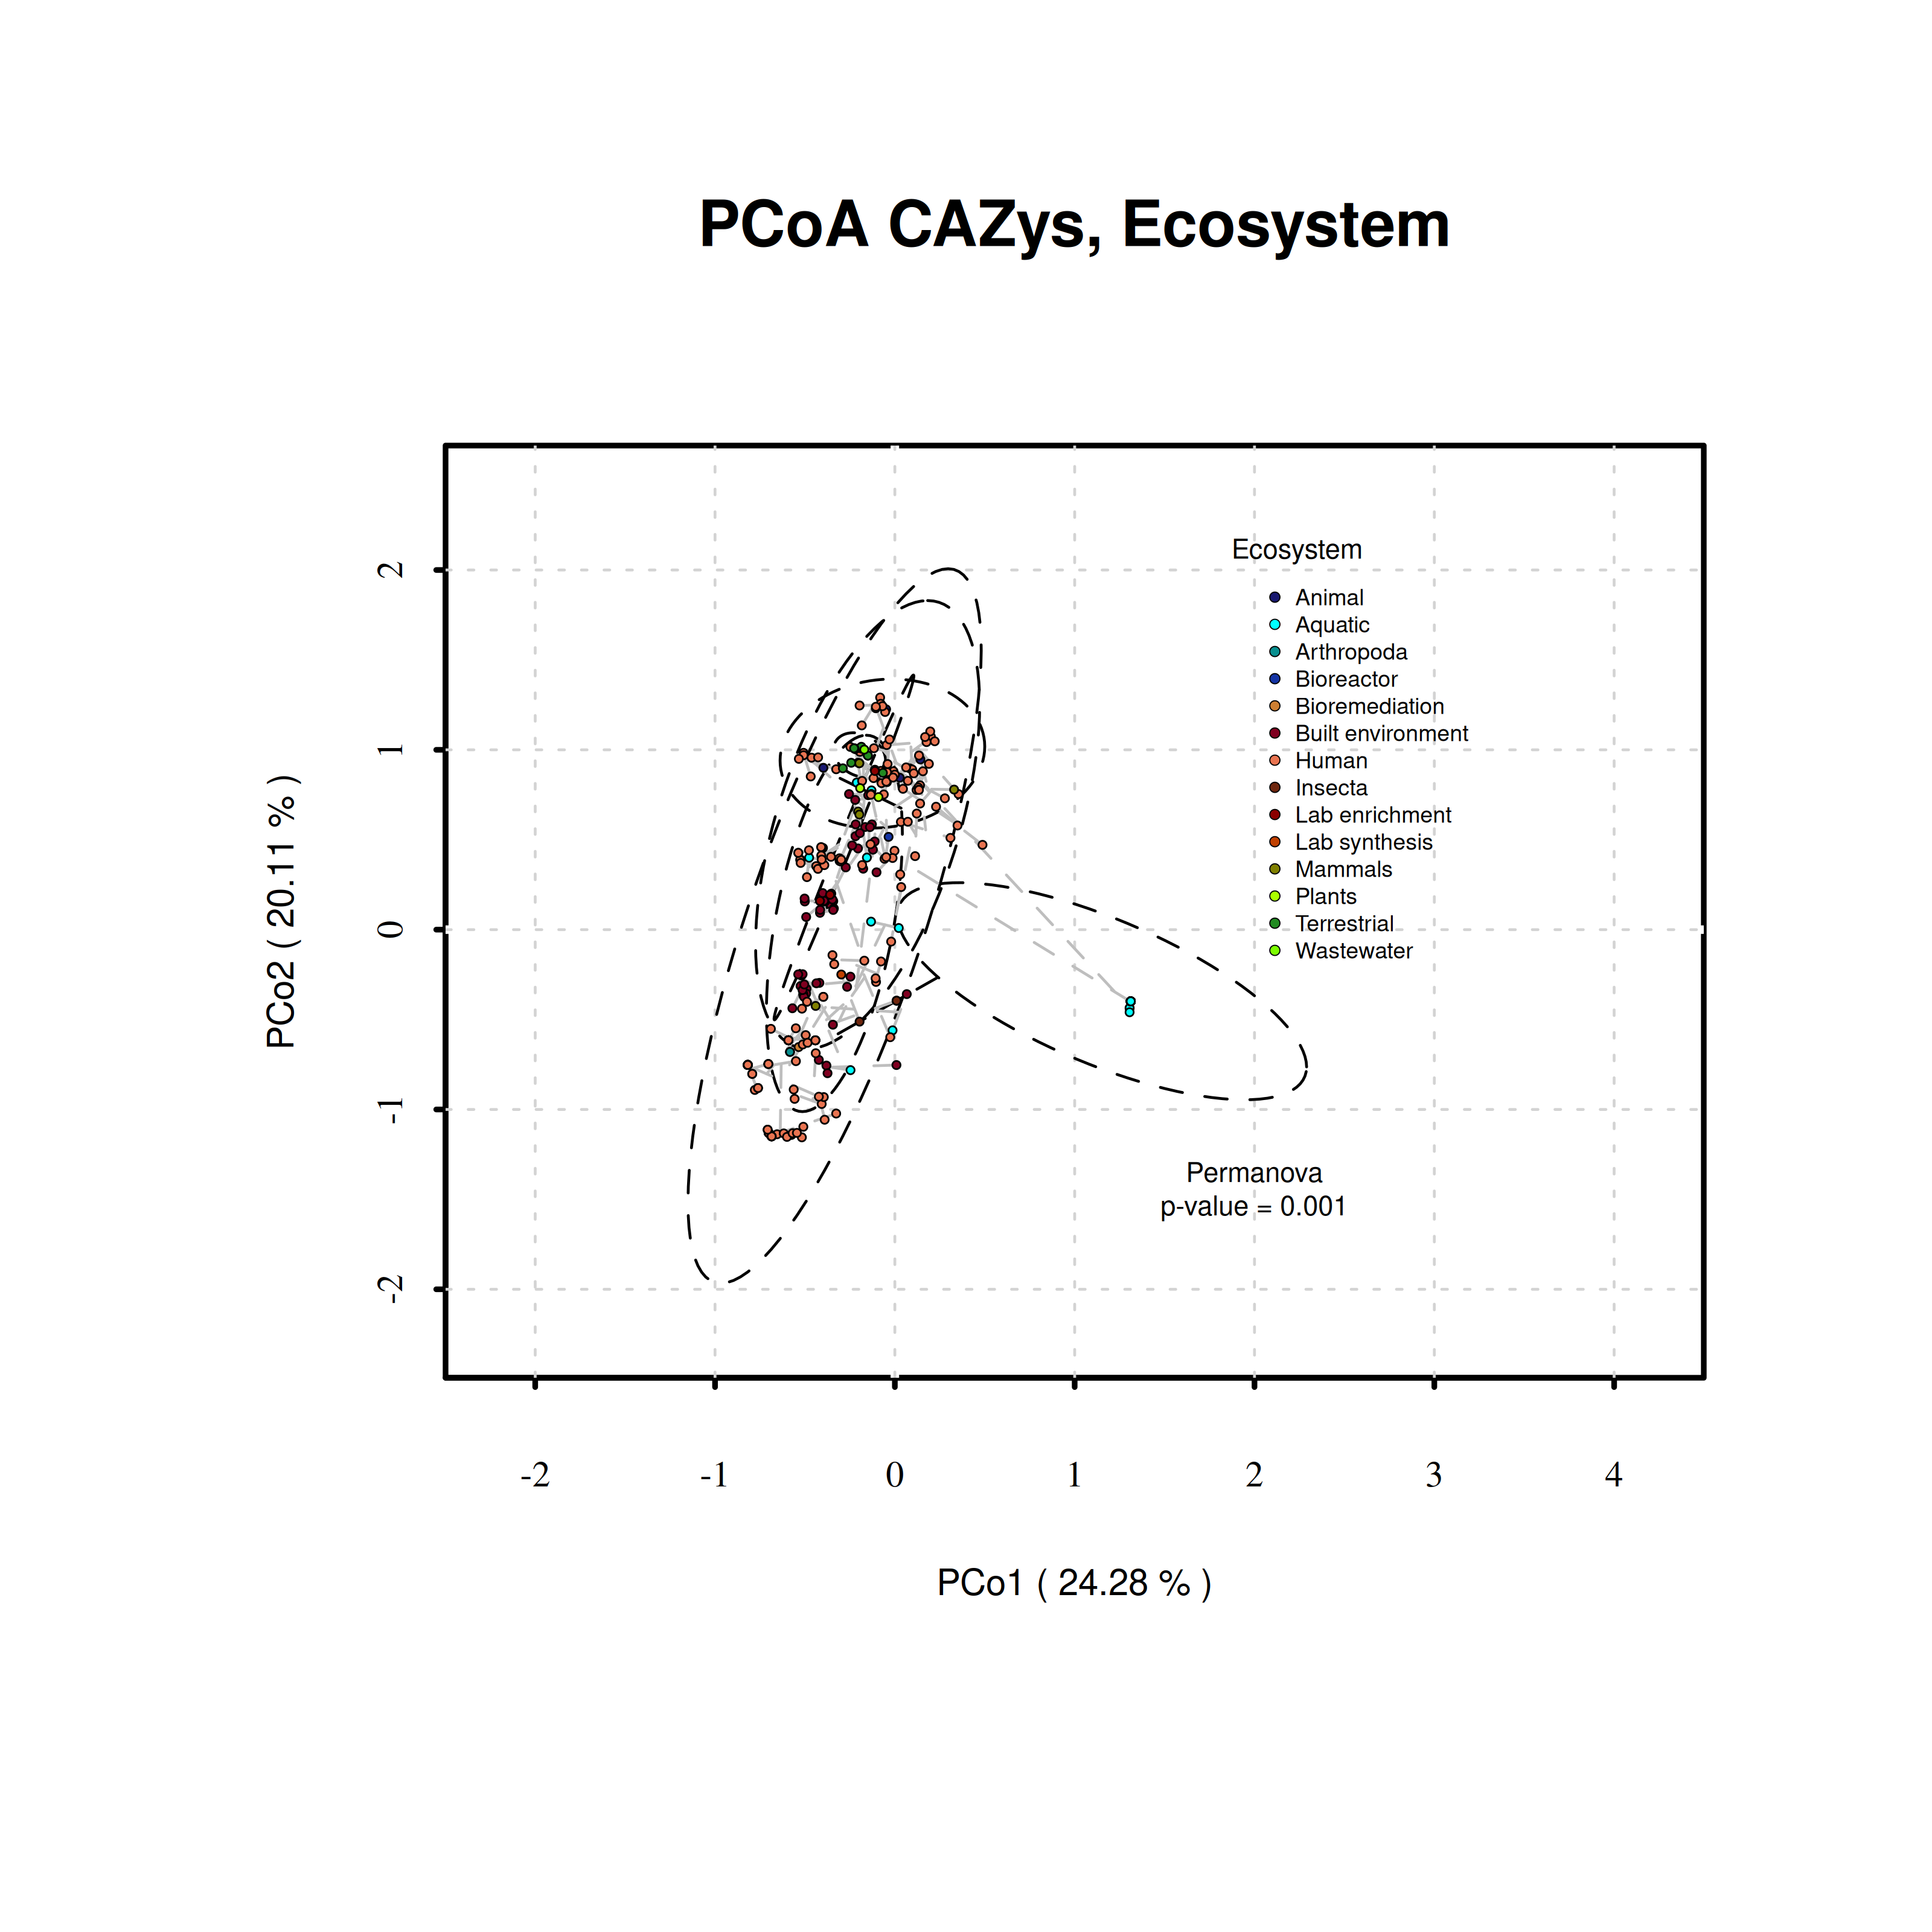 PCoA CAZys, Ecosystem
PCo2 ( 20.11 % )
2
1
0
-1
-2
Ecosystem
Animal
Aquatic
Arthropoda
Bioreactor
Bioremediation
Built environment
Human
Insecta
Lab enrichment
Lab synthesis
Mammals
Plants
Terrestrial
Wastewater
Permanova
p-value = 0.001
-2 -1 0 1 2 3 4
PCo1 ( 24.28 % )